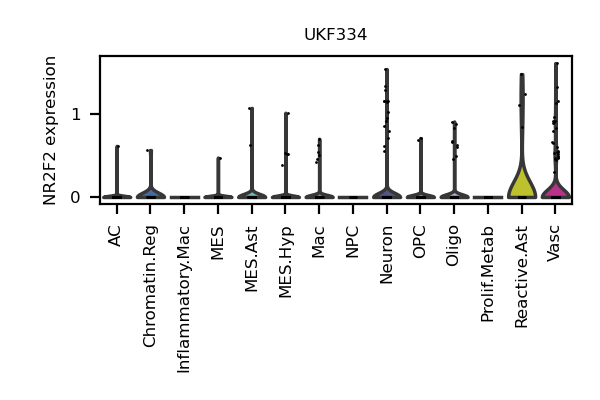 UKF334
NR2F2 expression
1
0
AC
Chromatin.Reg
Inflammatory.Mac
MES
MES.Ast
MES.Hyp
Mac
NPC
Neuron
OPC
Oligo
Prolif.Metab
Reactive.Ast
Vasc